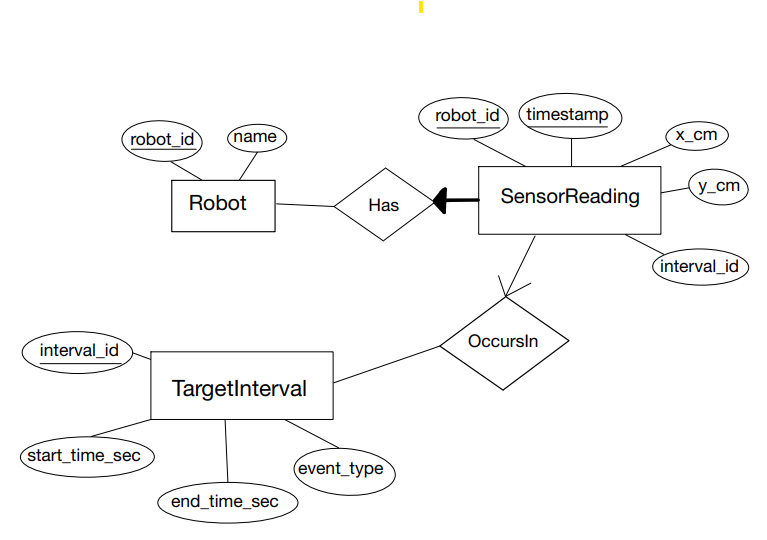 robot_id
timestamp
robot_id
name
x_cm
y_cm
Robot
Has
SensorReading
interval_id
OccursIn
interval_id
TargetInterval
start_time_sec
event_type
end_time_sec